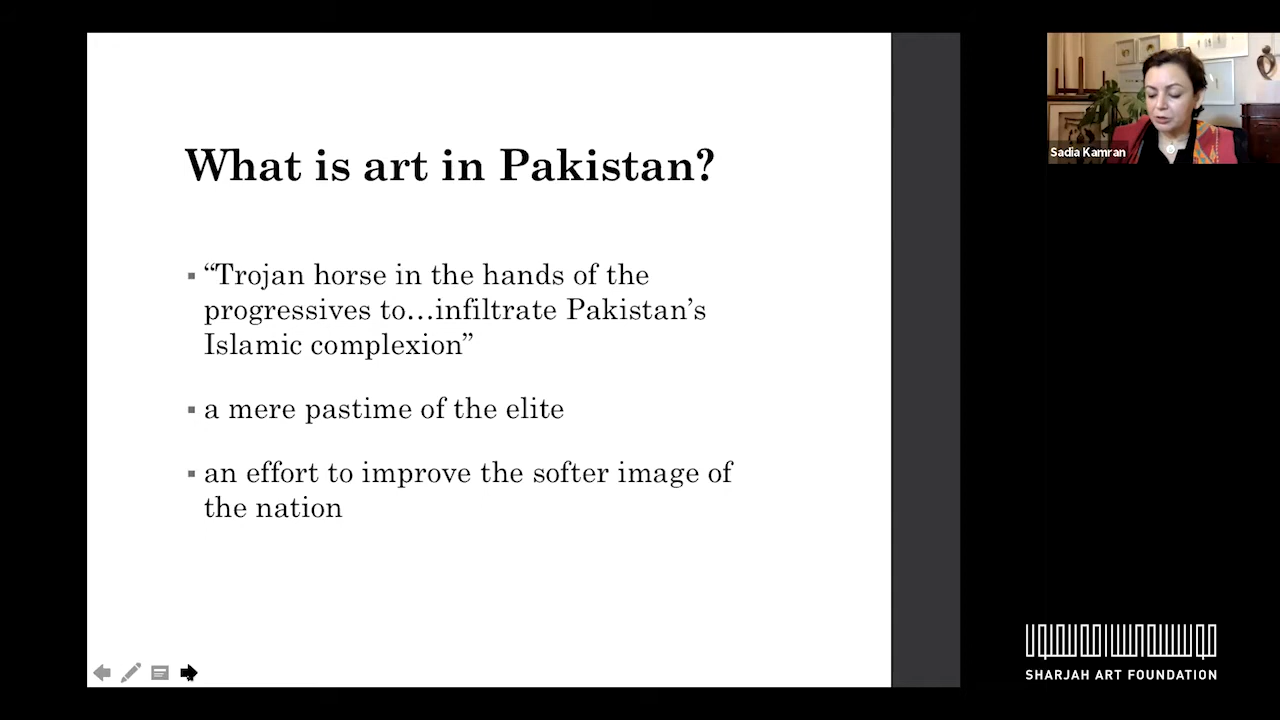 What is art in Pakistan?
“Trojan horse in the hands of the
progressives to…infiltrate Pakistan’s
Islamic complexion”
a mere pastime of the elite
an effort to improve the softer image of
the nation
Sadia Kamran
SHARJAH ART FOUNDATION